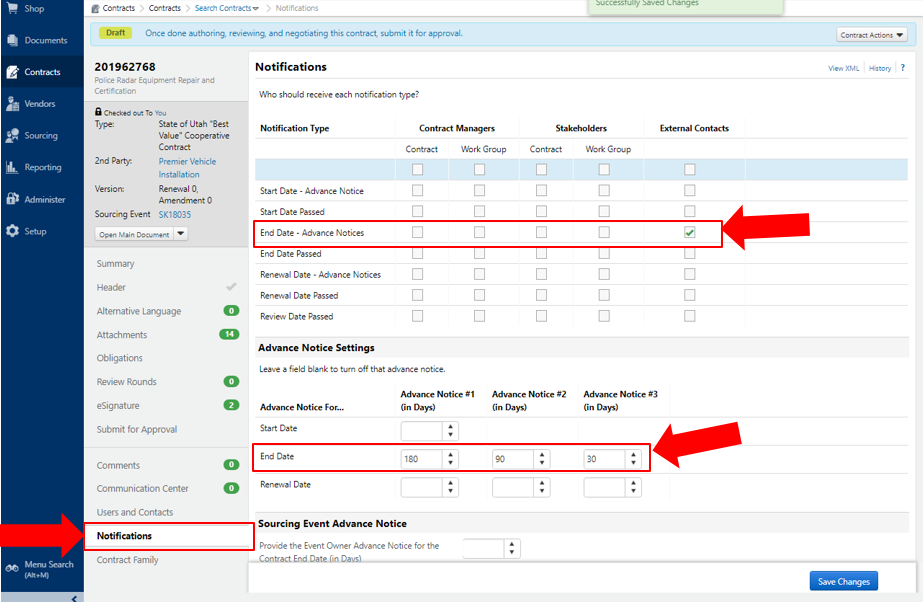 Shop
Documents
Contracts
Vendors
Sourcing
Reporting
Administer
Setup
Menu Search
(Alt+M)
Contracts > Contracts > Search Contracts > Notifications
Successfully Saved Changes
Draft Once done authoring, reviewing, and negotiating this contract, submit it for approval.
Contract Actions
201962768
Police Radar Equipment Repair and
Certification
Checked out To You
Type: State of Utah "Best
Value" Cooperative
Contract
2nd Party: Premier Vehicle
Installation
Version: Renewal 0,
Amendment 0
Sourcing Event SK18035
Open Main Document
Summary
Header
Alternative Language 0
Attachments 14
Obligations
Review Rounds 0
eSignature 2
Submit for Approval
Comments 0
Communication Center 0
Users and Contacts
Notifications
Contract Family
Notifications
View XML History ?
Who should receive each notification type?
Notification Type Contract Managers Stakeholders External Contacts
Contract Work Group Contract Work Group
Start Date - Advance Notice
Start Date Passed
End Date - Advance Notices
End Date Passed
Renewal Date - Advance Notices
Renewal Date Passed
Review Date Passed
Advance Notice Settings
Leave a field blank to turn off that advance notice.
Advance Notice For... Advance Notice #1
(in Days) Advance Notice #2
(in Days) Advance Notice #3
(in Days)
Start Date
End Date 180 90 30
Renewal Date
Sourcing Event Advance Notice
Provide the Event Owner Advance Notice for the
Contract End Date (in Days)
Save Changes